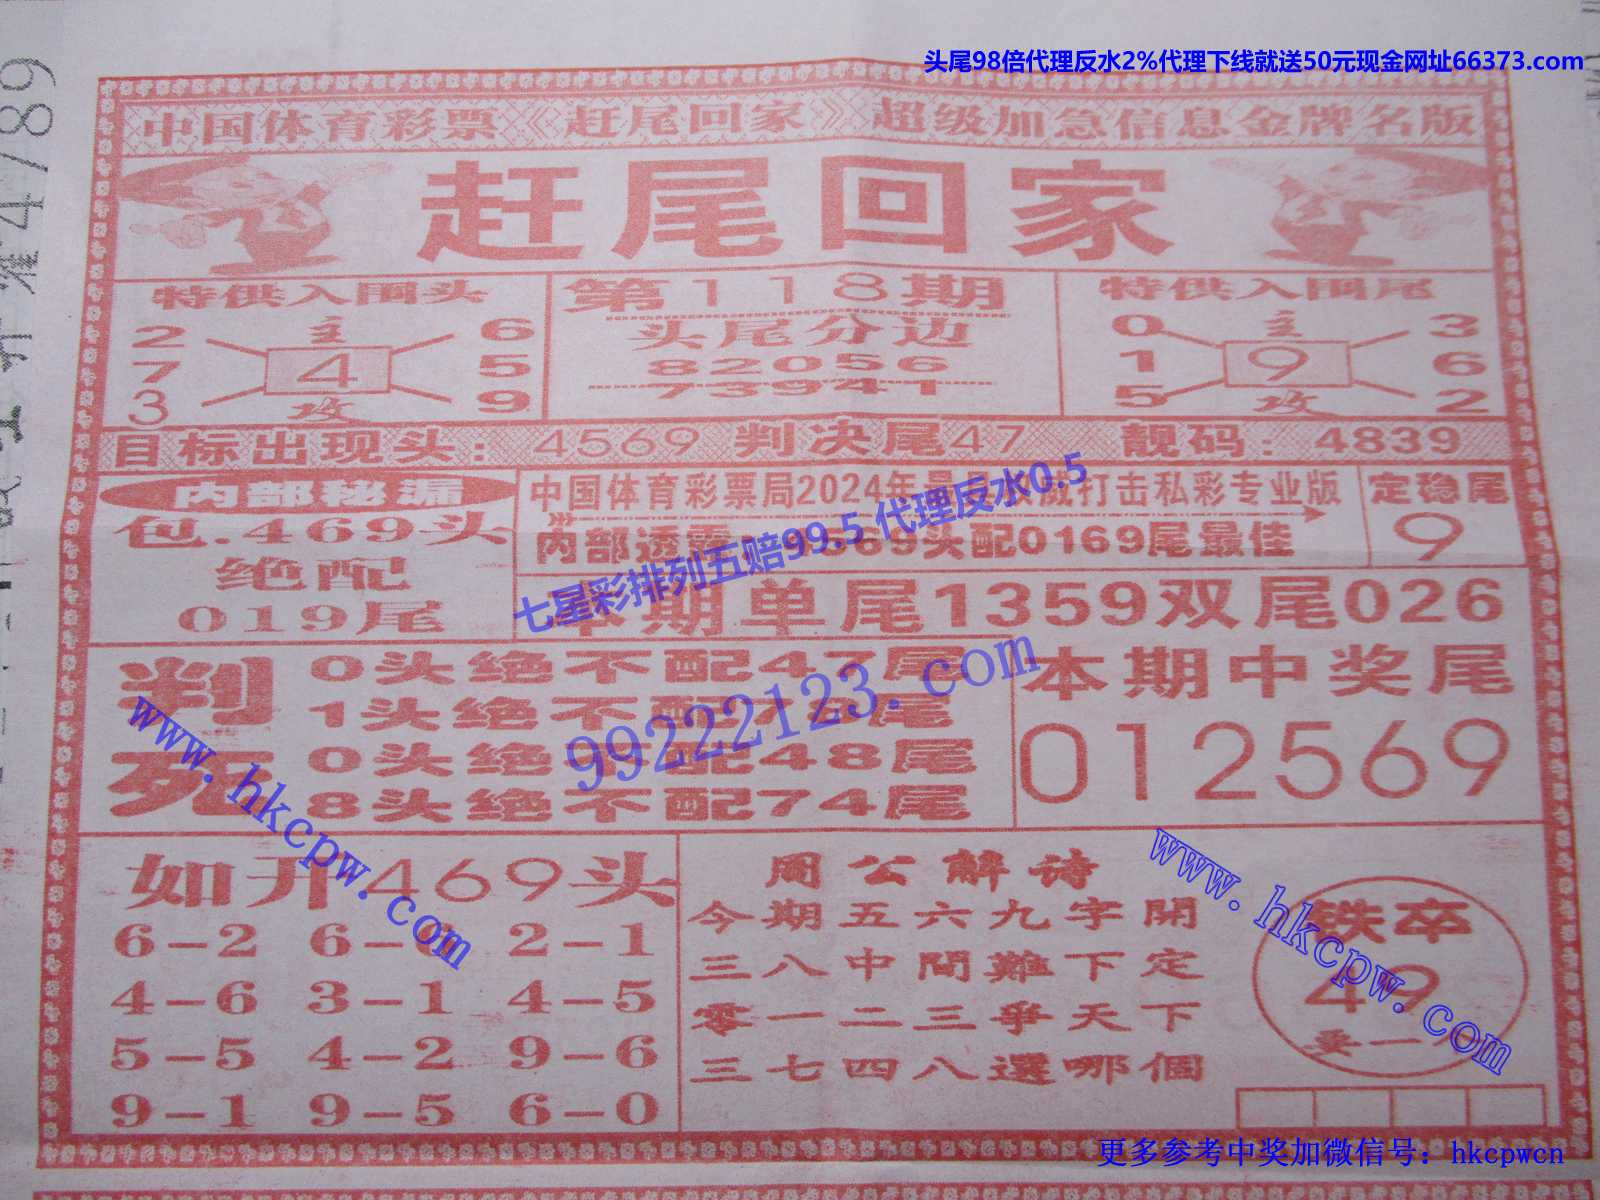 头尾98倍代理反水2%代理下线就送50元现金网址66373.com
4789
中国体育彩票《赶尾回家》超级加急信息金牌名版
赶尾回家
特供入围头
主
2 6
7 4 5
3 9
攻
第118期
头尾分边
82056
73941
特供入围尾
主
0 3
1 9 6
5 2
攻
目标出现头：4569 判决尾47 靓码：4839
内部秘漏
包.469头
绝配
019尾
中国体育彩票局2024年 打击私彩专业版
内部透露 69头配0169尾最佳
定稳尾
9
七星彩排列五赔99.5 代理反水0.5
本期单尾1359双尾026
判死
0头绝不配47尾
1头绝不配 尾
0头绝不配48尾
8头绝不配74尾
99222123.com
本期中奖尾
012569
www.hkcpw.com
如开469头
6-2 6- 2-1
4-6 3-1 4-5
5-5 4-2 9-6
9-1 9-5 6-0
周公解诗
今期五六九字開
三八中間難下定
零一二三爭天下
三七四八選哪個
铁卒
49
要一
www.hkcpw.com
更多参考中奖加微信号：hkcpwcn